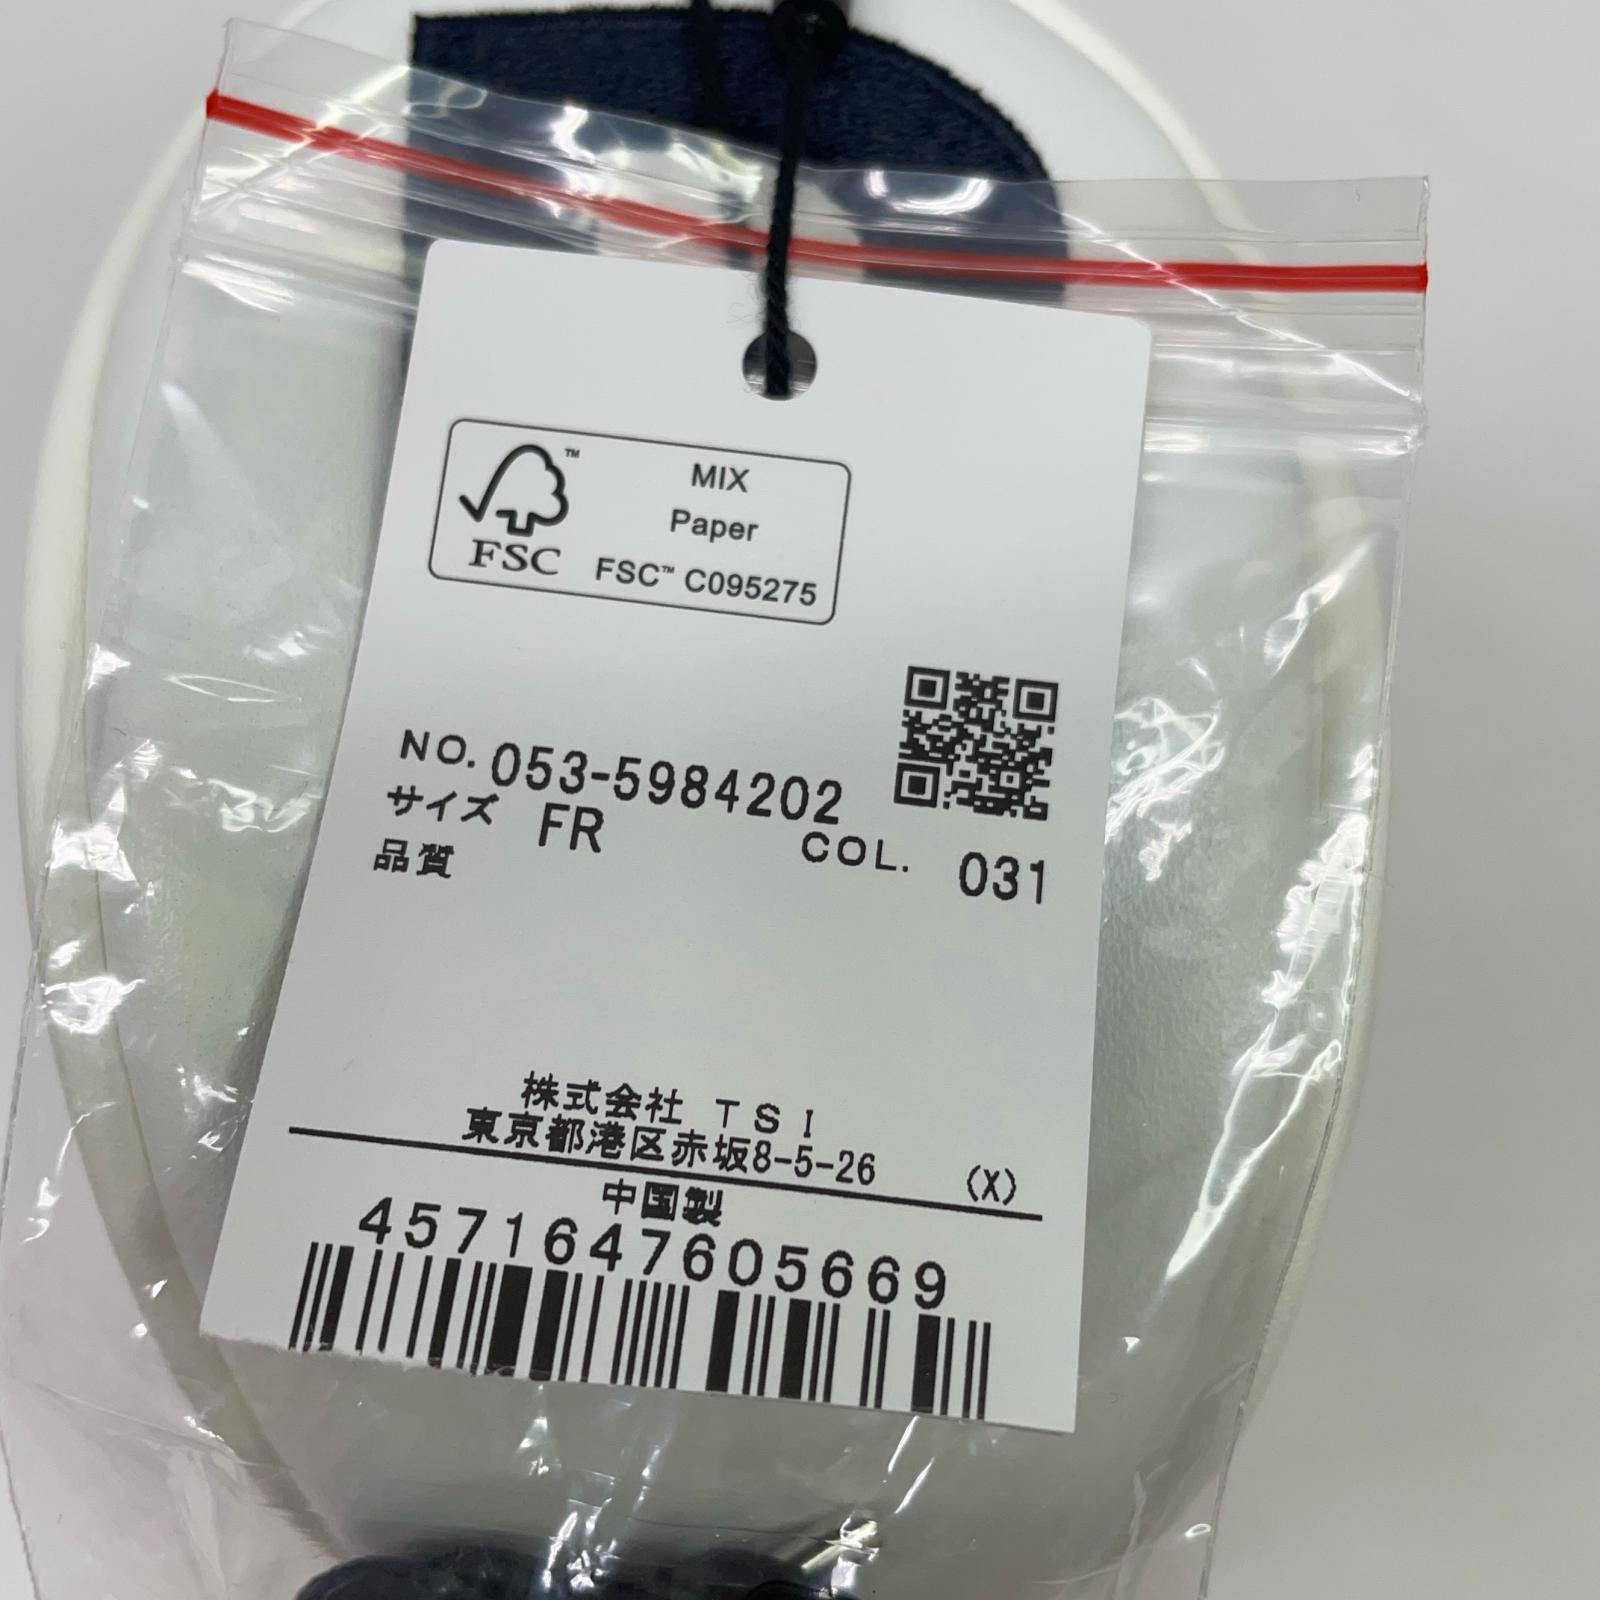 FSC™
MIX
Paper
FSC™ C095275
NO. 053-5984202
サイズ FR COL. 031
品質
株式会社 TSI
東京都港区赤坂8-5-26 (X)
中国製
4571647605669